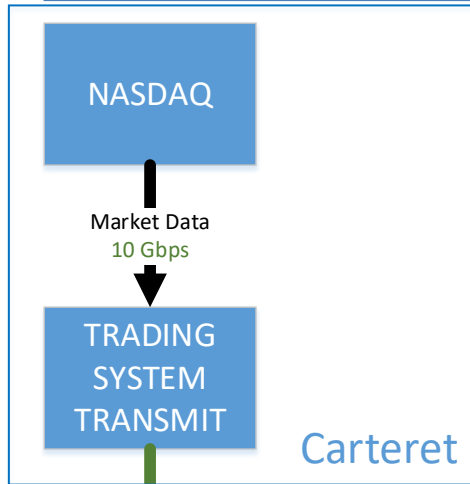 NASDAQ
Market Data
10 Gbps
TRADING
SYSTEM
TRANSMIT
Carteret